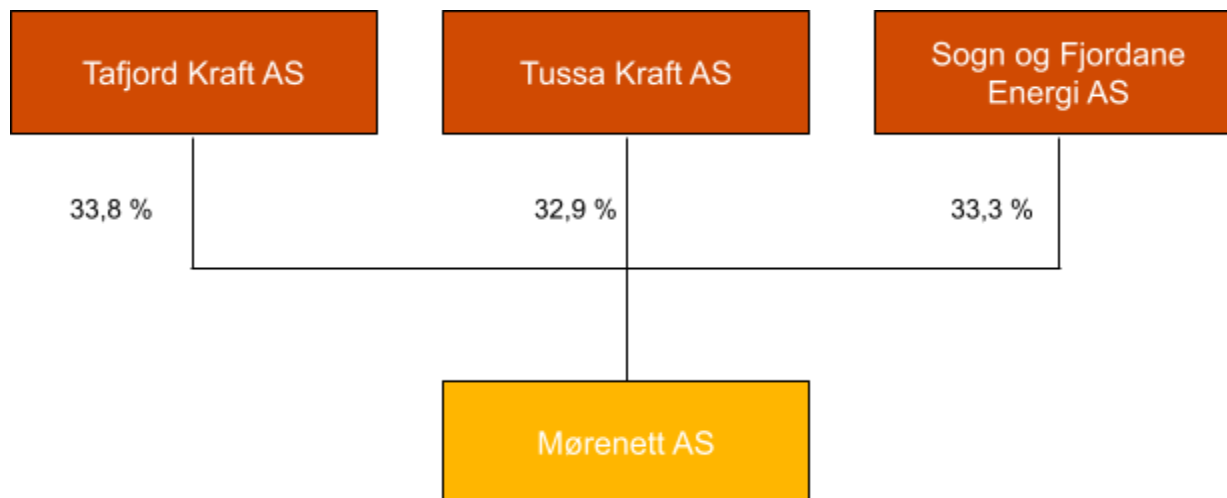 Tafjord Kraft AS
Tussa Kraft AS
Sogn og Fjordane
Energi AS
33,8 %
32,9 %
33,3 %
Mørenett AS